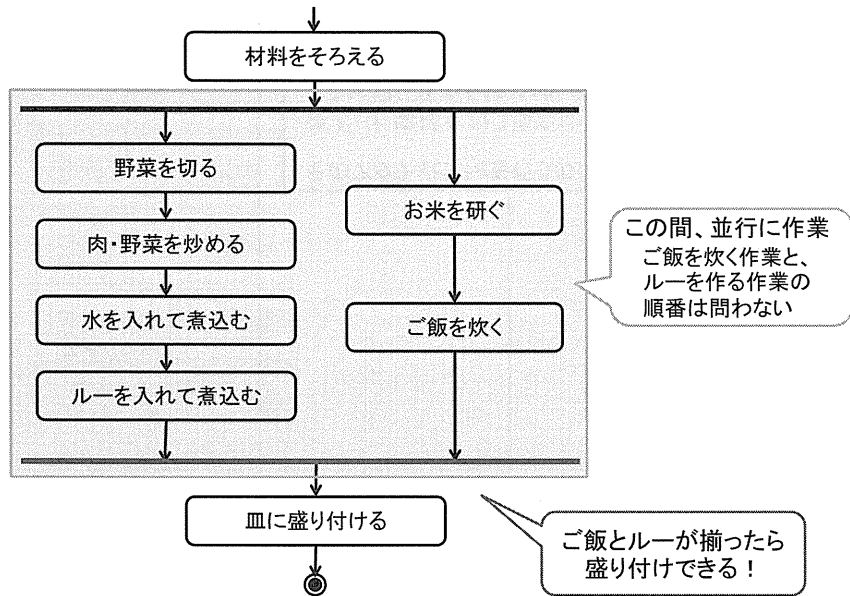 材料をそろえる
野菜を切る
肉・野菜を炒める
水を入れて煮込む
ルーを入れて煮込む
お米を研ぐ
ご飯を炊く
この間、並行に作業
ご飯を炊く作業と、
ルーを作る作業の
順番は問わない
皿に盛り付ける
ご飯とルーが揃ったら
盛り付けできる！